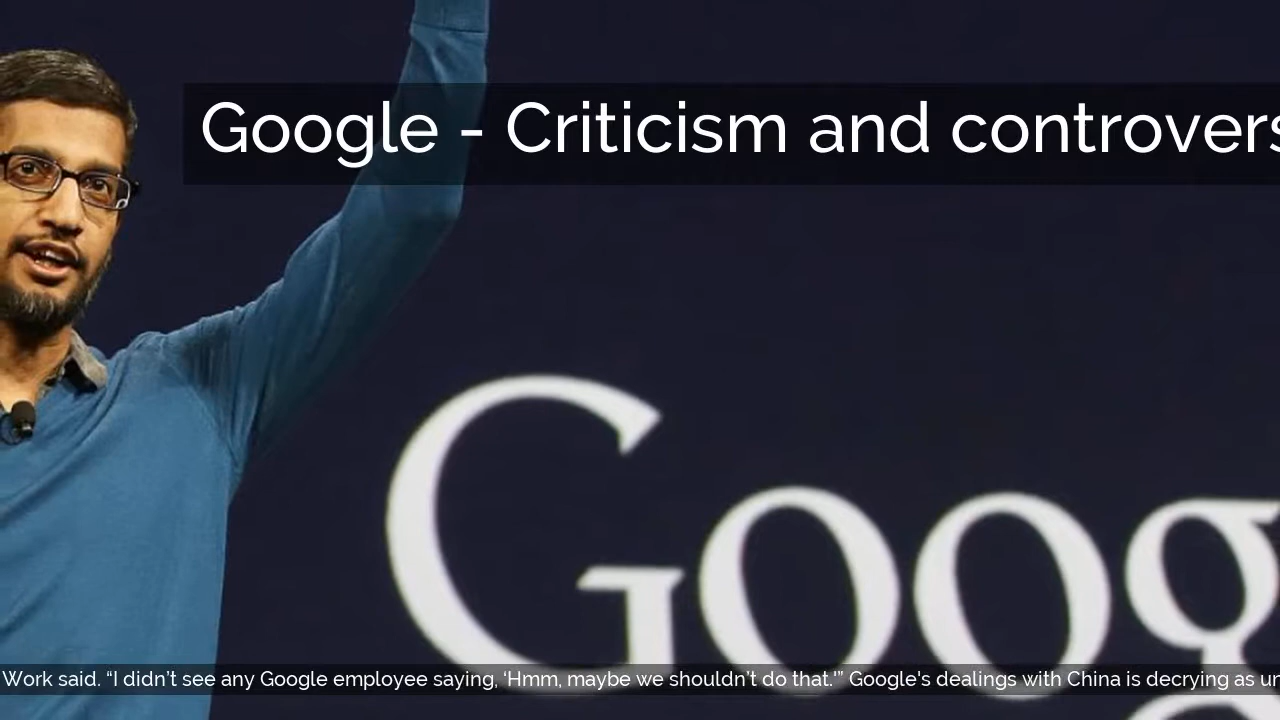 Google - Criticism and controvers
Goog
Work said. “I didn’t see any Google employee saying, ‘Hmm, maybe we shouldn’t do that.’” Google's dealings with China is decrying as un